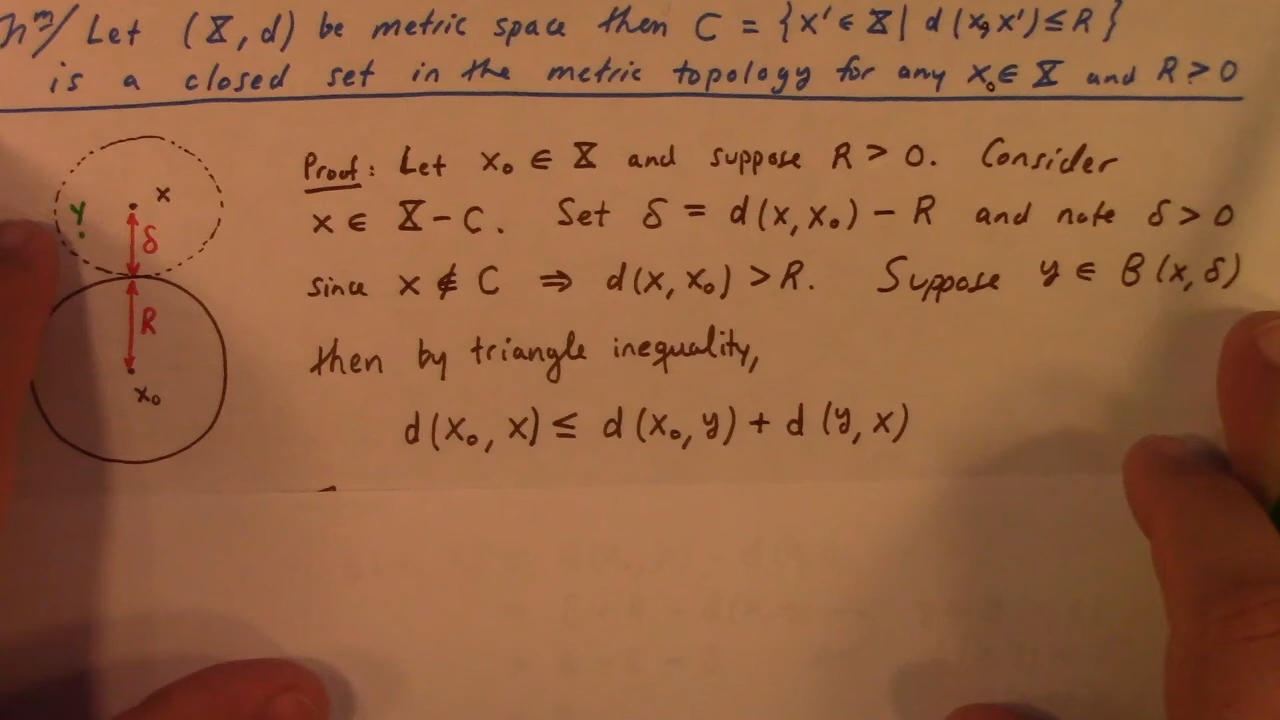 Thm/ Let (X, d) be metric space then C = {x' ∈ X | d(x₀, x') ≤ R}
is a closed set in the metric topology for any x₀ ∈ X and R > 0
Proof: Let x₀ ∈ X and suppose R > 0. Consider
x ∈ X - C. Set δ = d(x, x₀) - R and note δ > 0
since x ∉ C ⇒ d(x, x₀) > R. Suppose y ∈ B(x, δ)
then by triangle inequality,
d(x₀, x) ≤ d(x₀, y) + d(y, x)
x
y
δ
R
x₀